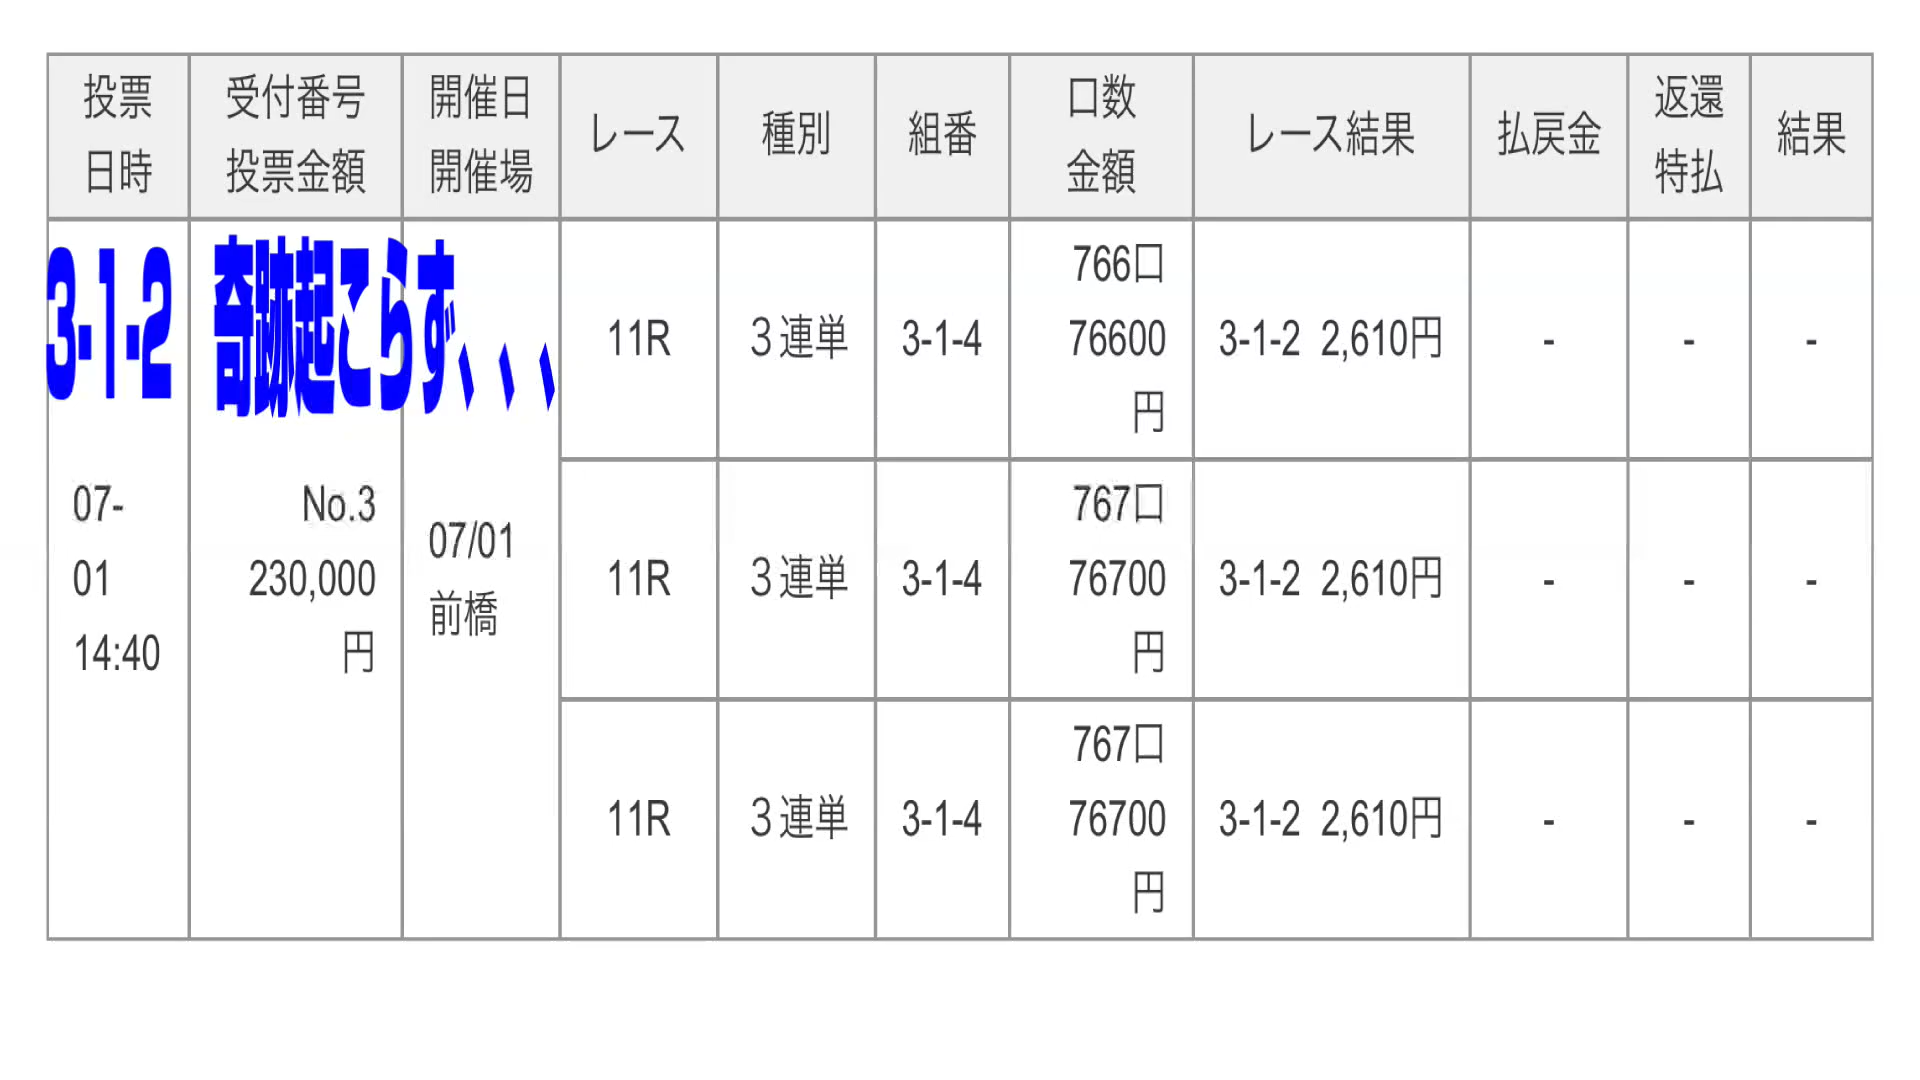 投票
日時
受付番号
投票金額
開催日
開催場
レース
種別
組番
口数
金額
レース結果
払戻金
返還
特払
結果
3-1-2 奇跡起こらず、、、
07-
01
14:40
No.3
230,000
円
07/01
前橋
11R
３連単
3-1-4
766口
76600
円
3-1-2 2,610円
-
-
-
11R
３連単
3-1-4
767口
76700
円
3-1-2 2,610円
-
-
-
11R
３連単
3-1-4
767口
76700
円
3-1-2 2,610円
-
-
-